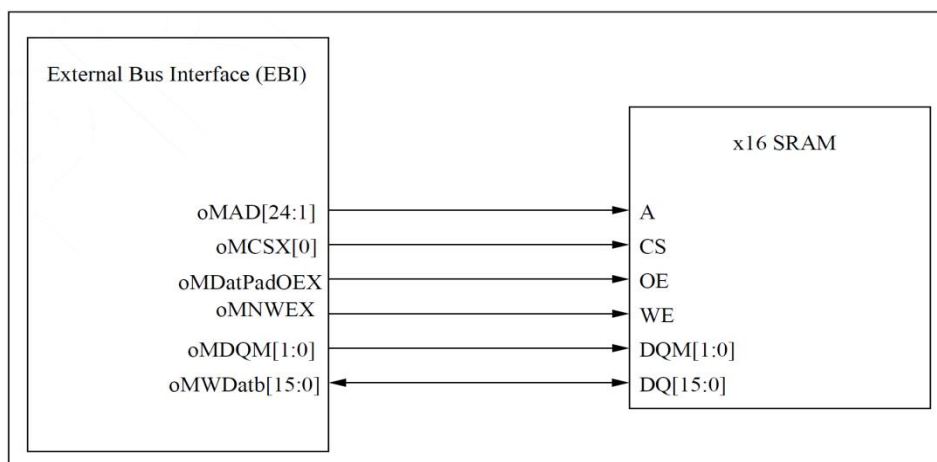 External Bus Interface (EBI)
x16 SRAM
oMAD[24:1]
A
oMCSX[0]
CS
oMDatPadOEX
OE
oMNWEX
WE
oMDQM[1:0]
DQM[1:0]
oMWDatb[15:0]
DQ[15:0]